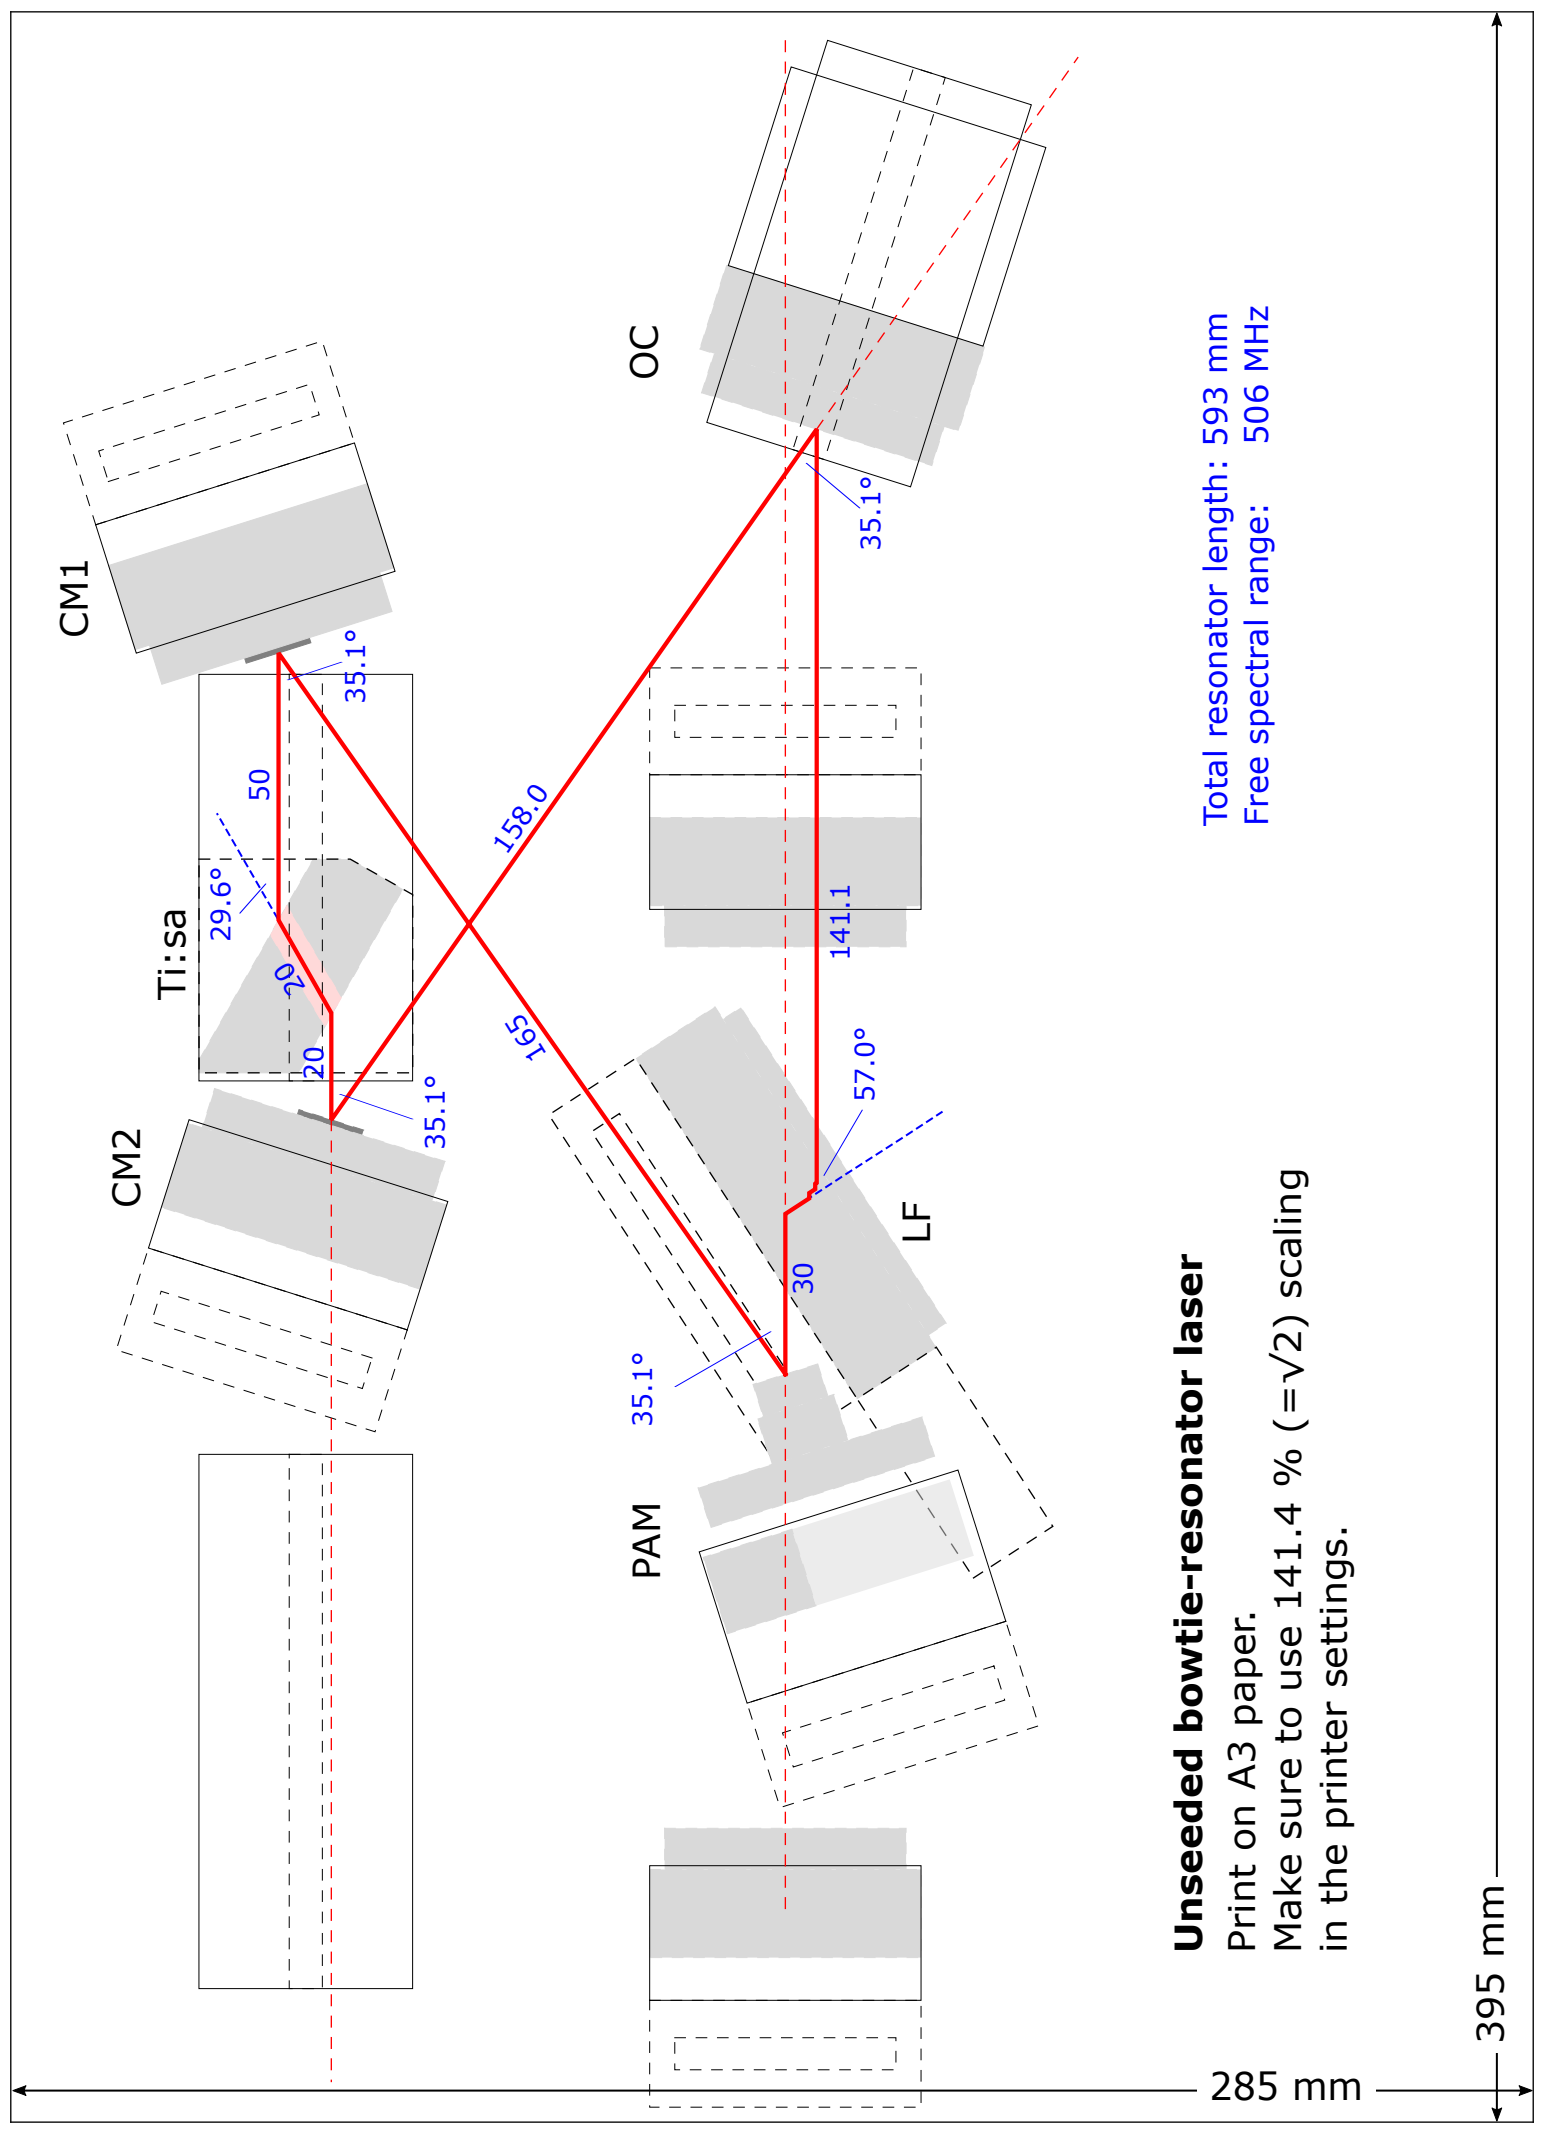 CM1
35.1°
50
29.6°
Ti:sa
20
20
CM2
35.1°
OC
35.1°
158.0
141.1
165
57.0°
LF
30
35.1°
PAM
Total resonator length: 593 mm
Free spectral range: 506 MHz
Unseeded bowtie-resonator laser
Print on A3 paper.
Make sure to use 141.4 % (=√2) scaling
in the printer settings.
395 mm
285 mm